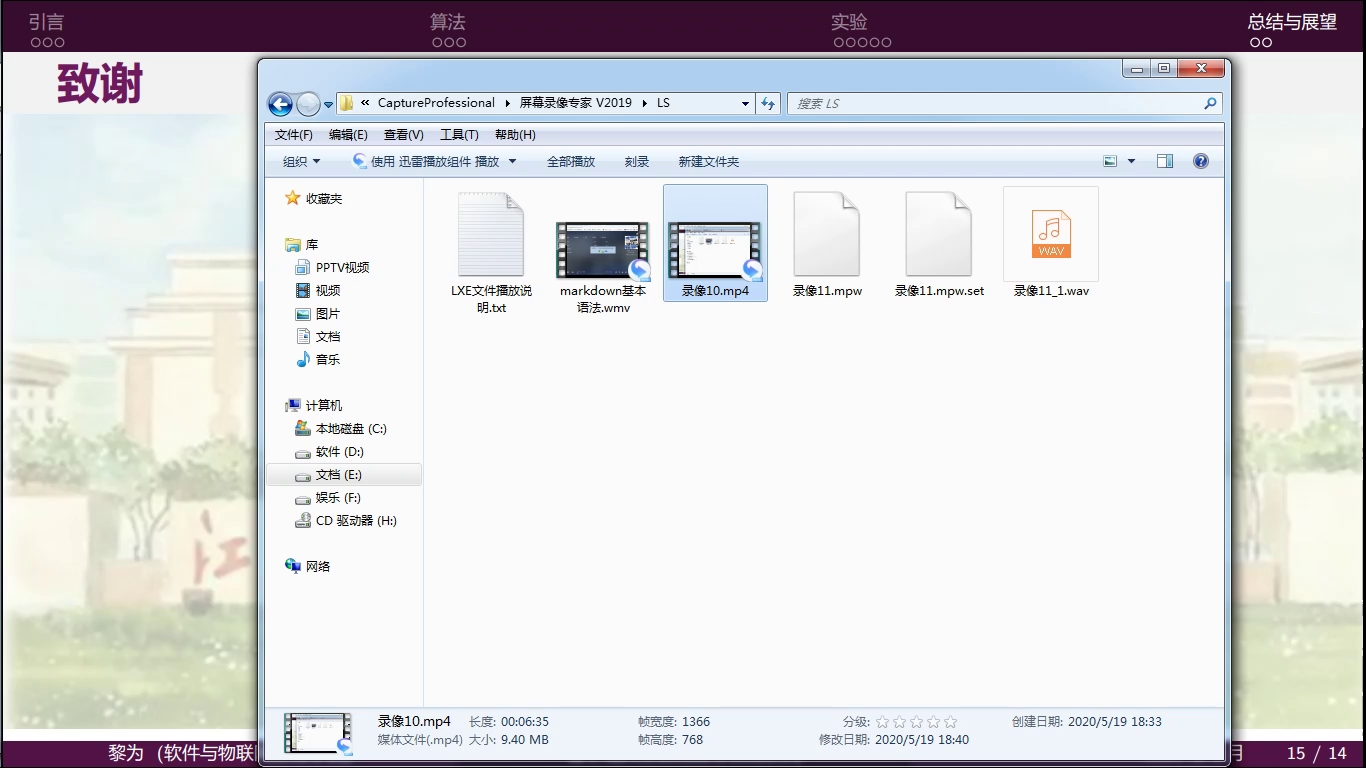 引言
算法
实验
总结与展望
致谢
« CaptureProfessional ▸ 屏幕录像专家 V2019 ▸ LS
搜索 LS
文件(F) 编辑(E) 查看(V) 工具(T) 帮助(H)
组织 使用 迅雷播放组件 播放 全部播放 刻录 新建文件夹
收藏夹
库
PPTV视频
视频
图片
文档
音乐
计算机
本地磁盘 (C:)
软件 (D:)
文档 (E:)
娱乐 (F:)
CD 驱动器 (H:)
网络
LXE文件播放说
明.txt
markdown基本
语法.wmv
录像10.mp4
录像11.mpw
录像11.mpw.set
WAV
录像11_1.wav
江
录像10.mp4 长度: 00:06:35 帧宽度: 1366 分级: 创建日期: 2020/5/19 18:33
媒体文件(.mp4) 大小: 9.40 MB 帧高度: 768 修改日期: 2020/5/19 18:40
黎为 (软件与物联
月
15 / 14